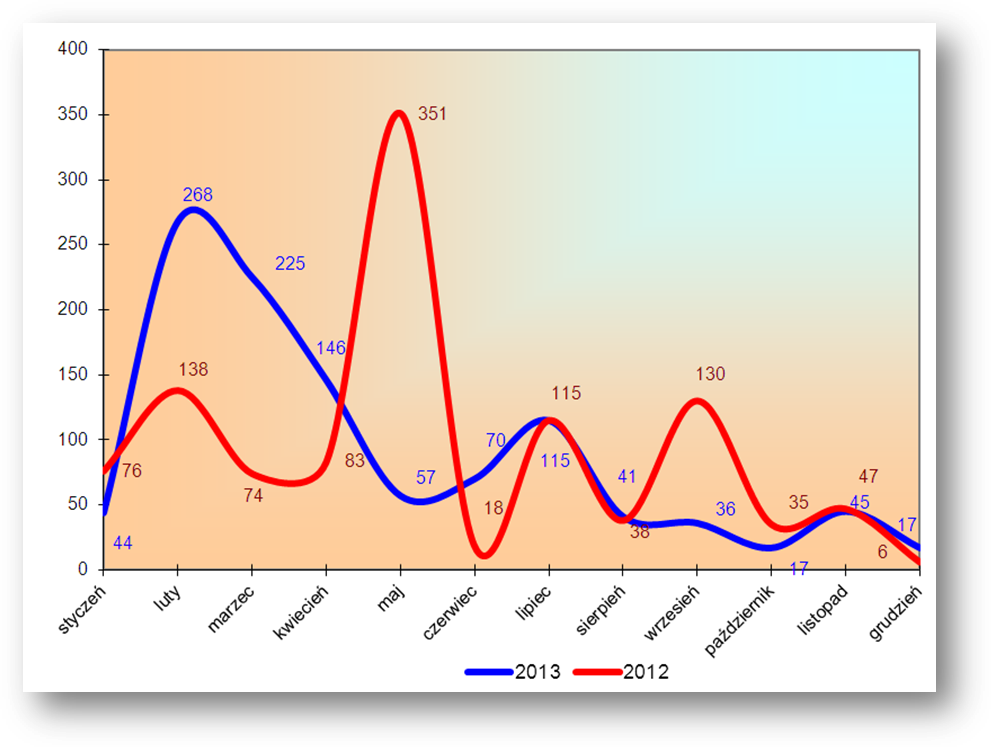 400
350
351
300
268
250
225
200
146
150
138
130
115
100
83
76
74
70
115
57
50
44
18
41
38
36
35
17
47
45
17
6
0
styczeń
luty
marzec
kwiecień
maj
czerwiec
lipiec
sierpień
wrzesień
październik
listopad
grudzień
2013 2012